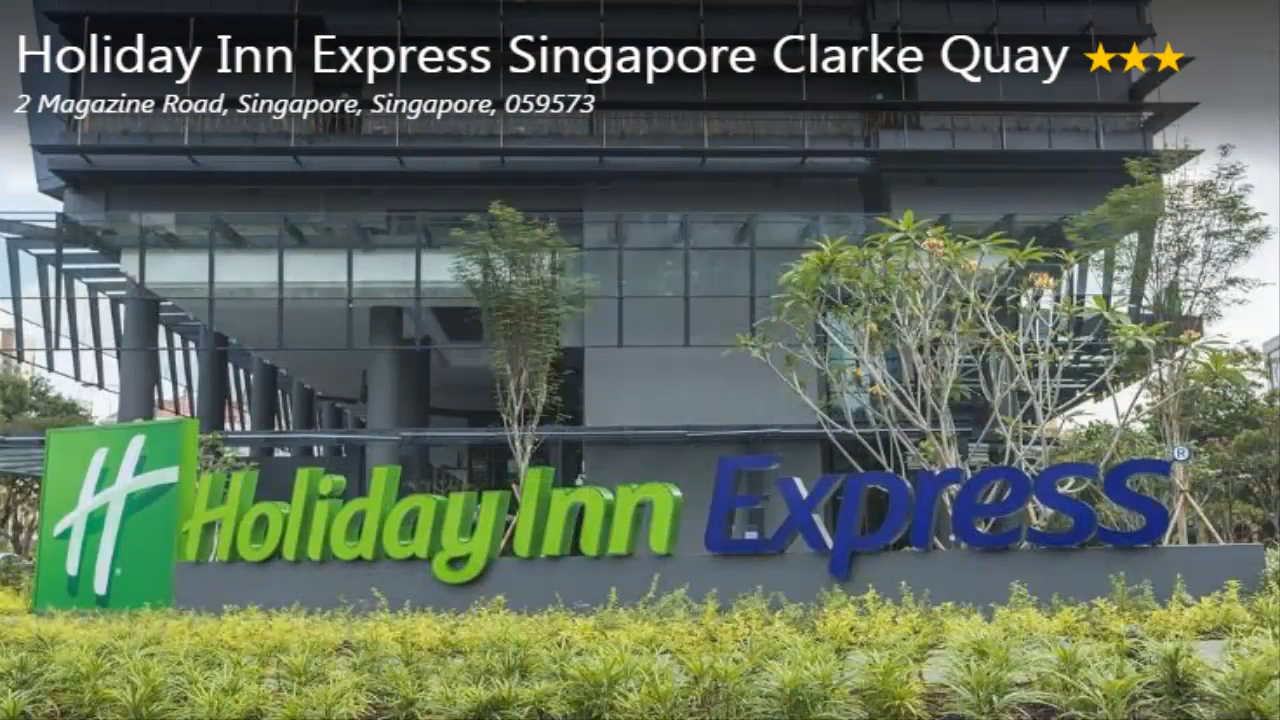 Holiday Inn Express Singapore Clarke Quay
2 Magazine Road, Singapore, Singapore, 059573
H Holiday Inn Express®